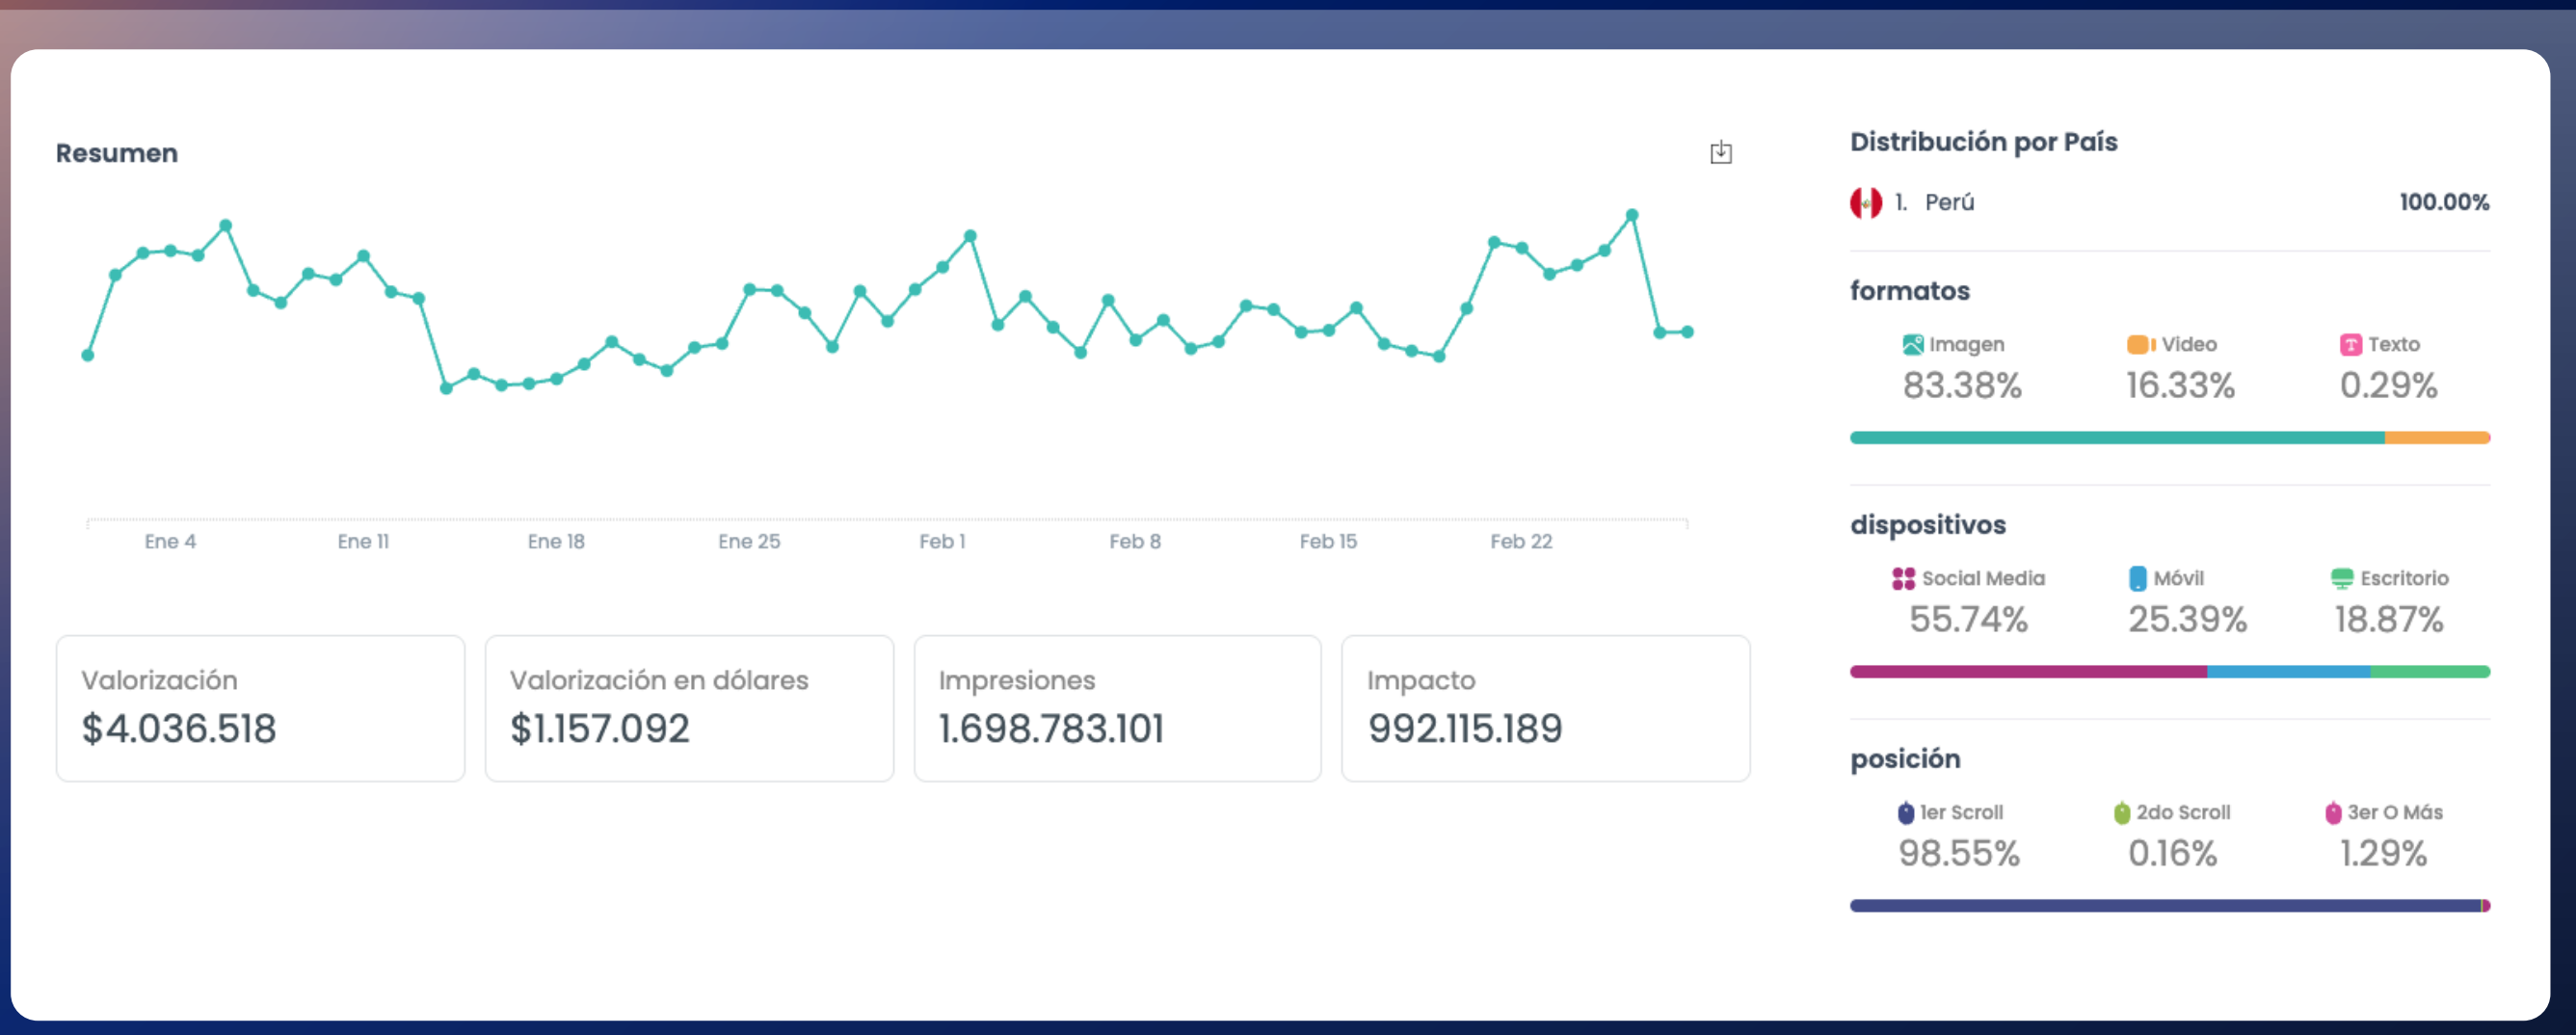 Resumen
Ene 4 Ene 11 Ene 18 Ene 25 Feb 1 Feb 8 Feb 15 Feb 22
Valorización
$4.036.518
Valorización en dólares
$1.157.092
Impresiones
1.698.783.101
Impacto
992.115.189
Distribución por País
1. Perú 100.00%
formatos
Imagen Video Texto
83.38% 16.33% 0.29%
dispositivos
Social Media Móvil Escritorio
55.74% 25.39% 18.87%
posición
1er Scroll 2do Scroll 3er O Más
98.55% 0.16% 1.29%